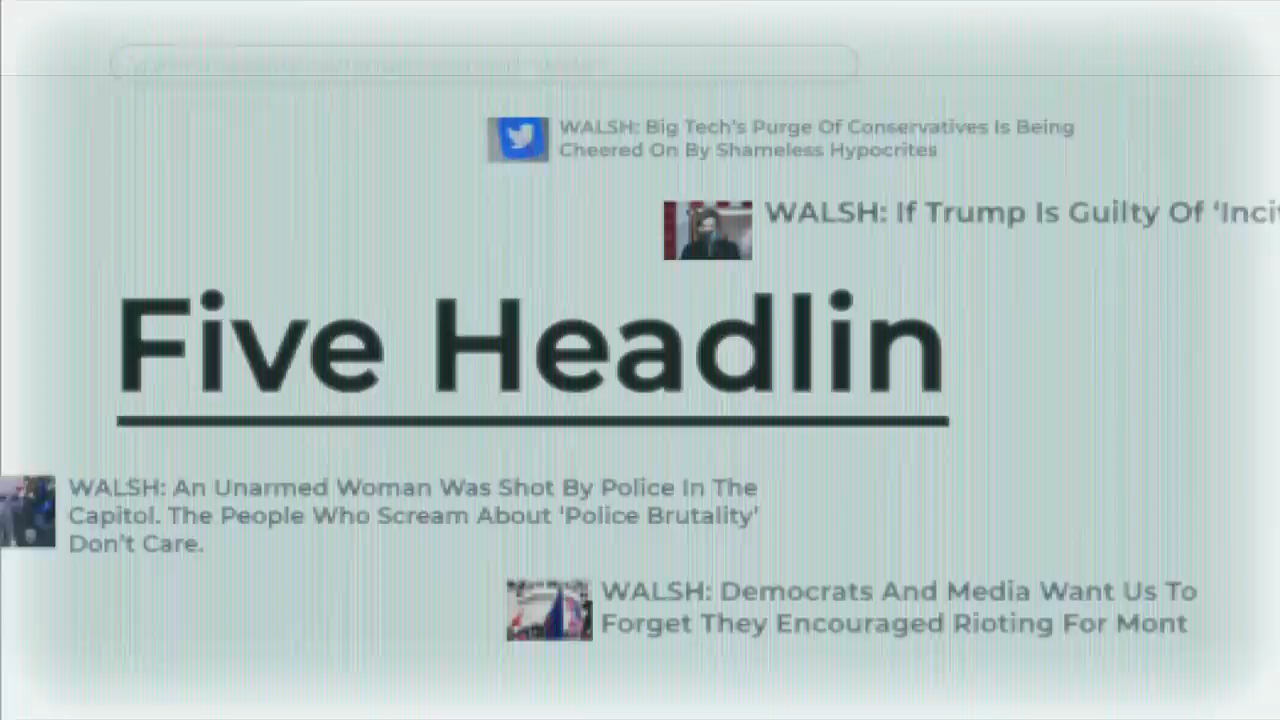 WALSH: Big Tech's Purge Of Conservatives Is Being
Cheered On By Shameless Hypocrites
WALSH: If Trump Is Guilty Of 'Inci
Five Headlin
WALSH: An Unarmed Woman Was Shot By Police In The
Capitol. The People Who Scream About 'Police Brutality'
Don't Care.
WALSH: Democrats And Media Want Us To
Forget They Encouraged Rioting For Mont